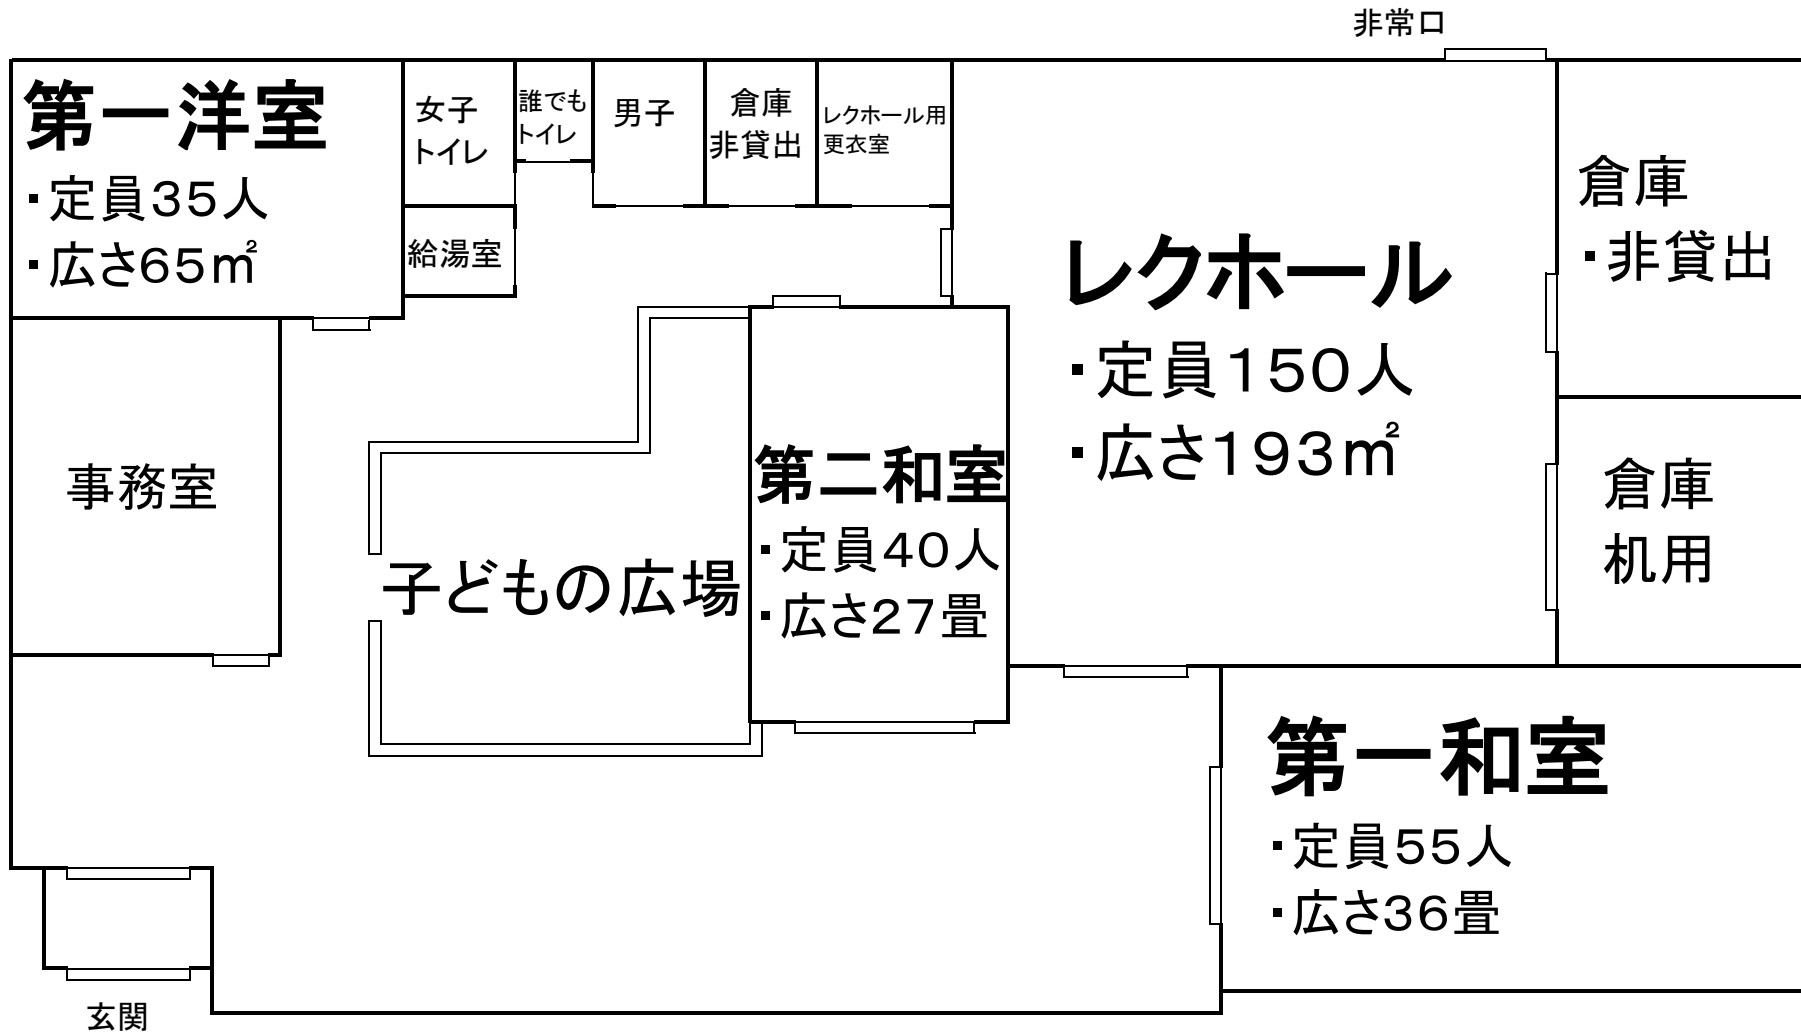 非常口
第一洋室
・定員35人
・広さ65㎡
女子
トイレ
誰でも
トイレ
男子
倉庫
非貸出
レクホール用
更衣室
給湯室
レクホール
・定員150人
・広さ193㎡
倉庫
・非貸出
事務室
子どもの広場
第二和室
・定員40人
・広さ27畳
倉庫
机用
第一和室
・定員55人
・広さ36畳
玄関